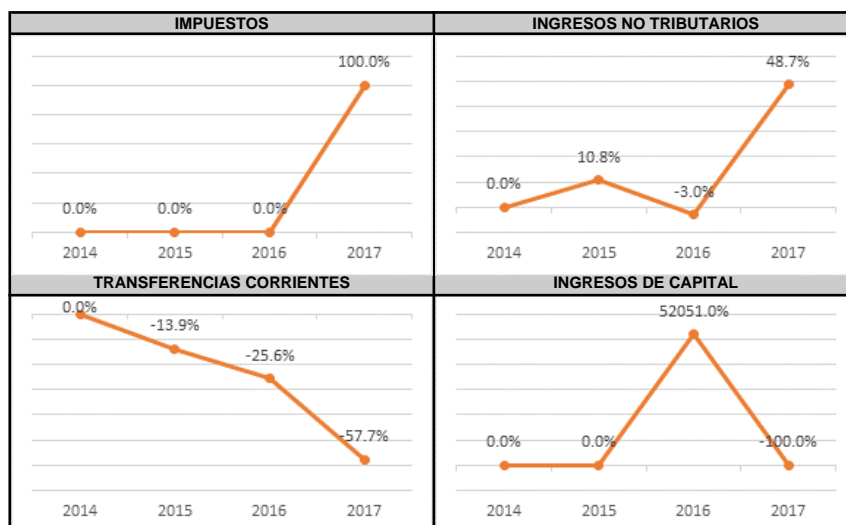 IMPUESTOS
100.0%
0.0% 0.0% 0.0%
2014 2015 2016 2017
INGRESOS NO TRIBUTARIOS
48.7%
10.8%
0.0% -3.0%
2014 2015 2016 2017
TRANSFERENCIAS CORRIENTES
0.0%
-13.9%
-25.6%
-57.7%
2014 2015 2016 2017
INGRESOS DE CAPITAL
52051.0%
0.0% 0.0% -100.0%
2014 2015 2016 2017